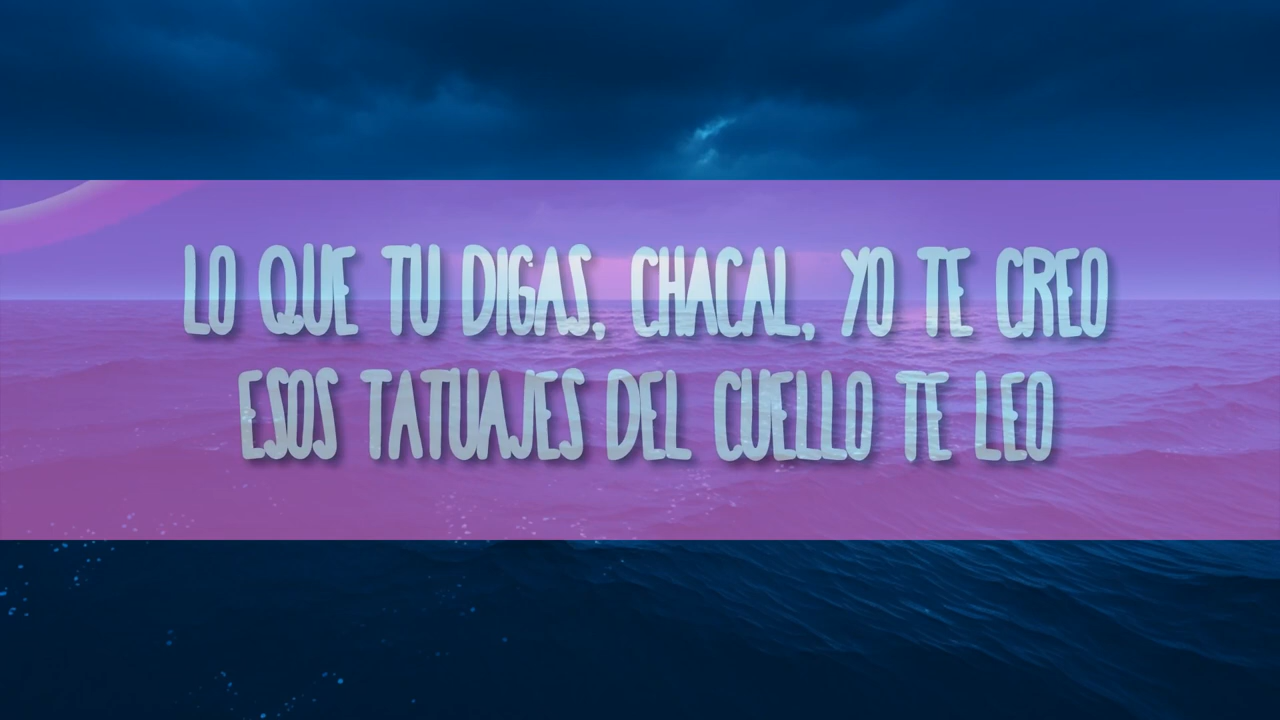 LO QUE TU DIGAS, CHACAL, YO TE CREO
ESOS TATUAJES DEL CUELLO TE LEO